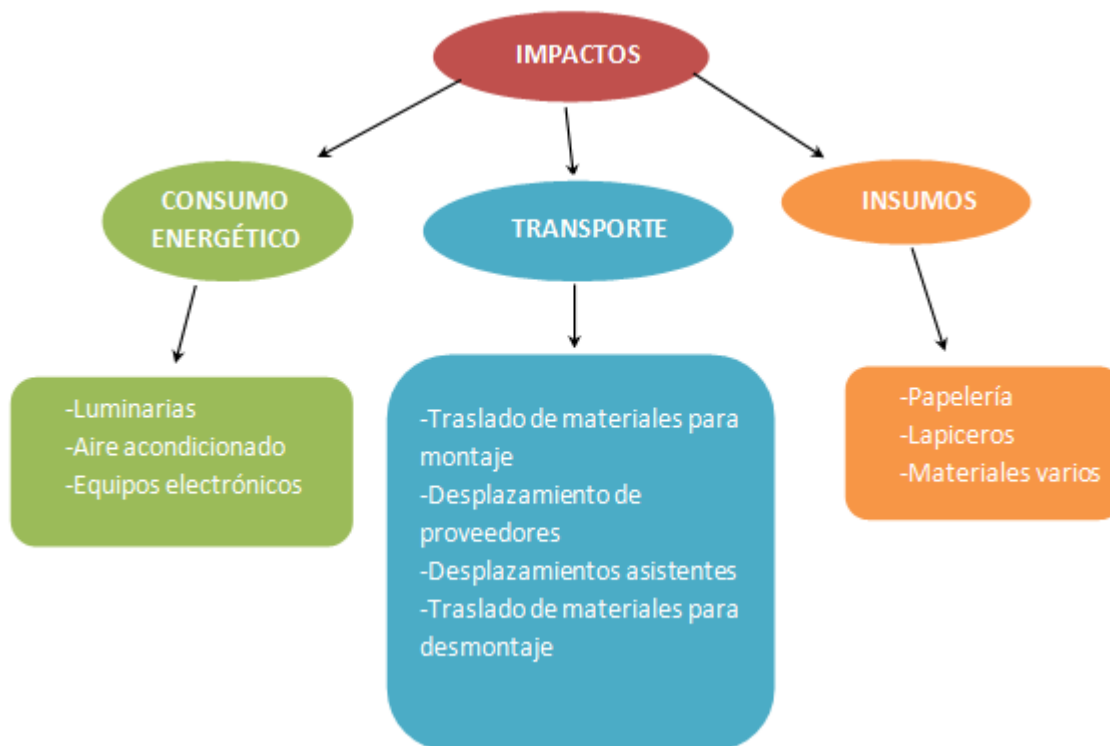 IMPACTOS
CONSUMO
ENERGÉTICO
TRANSPORTE
INSUMOS
-Luminarias
-Aire acondicionado
-Equipos electrónicos
-Traslado de materiales para
montaje
-Desplazamiento de
proveedores
-Desplazamientos asistentes
-Traslado de materiales para
desmontaje
-Papelería
-Lapiceros
-Materiales varios